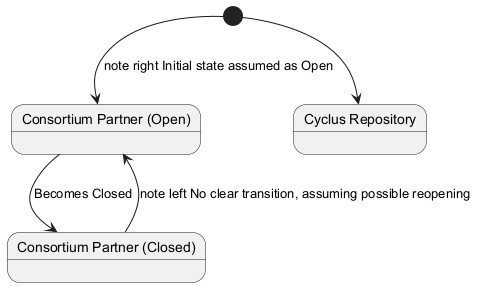 note right Initial state assumed as Open
Consortium Partner (Open)
Cyclus Repository
Becomes Closed
note left No clear transition, assuming possible reopening
Consortium Partner (Closed)